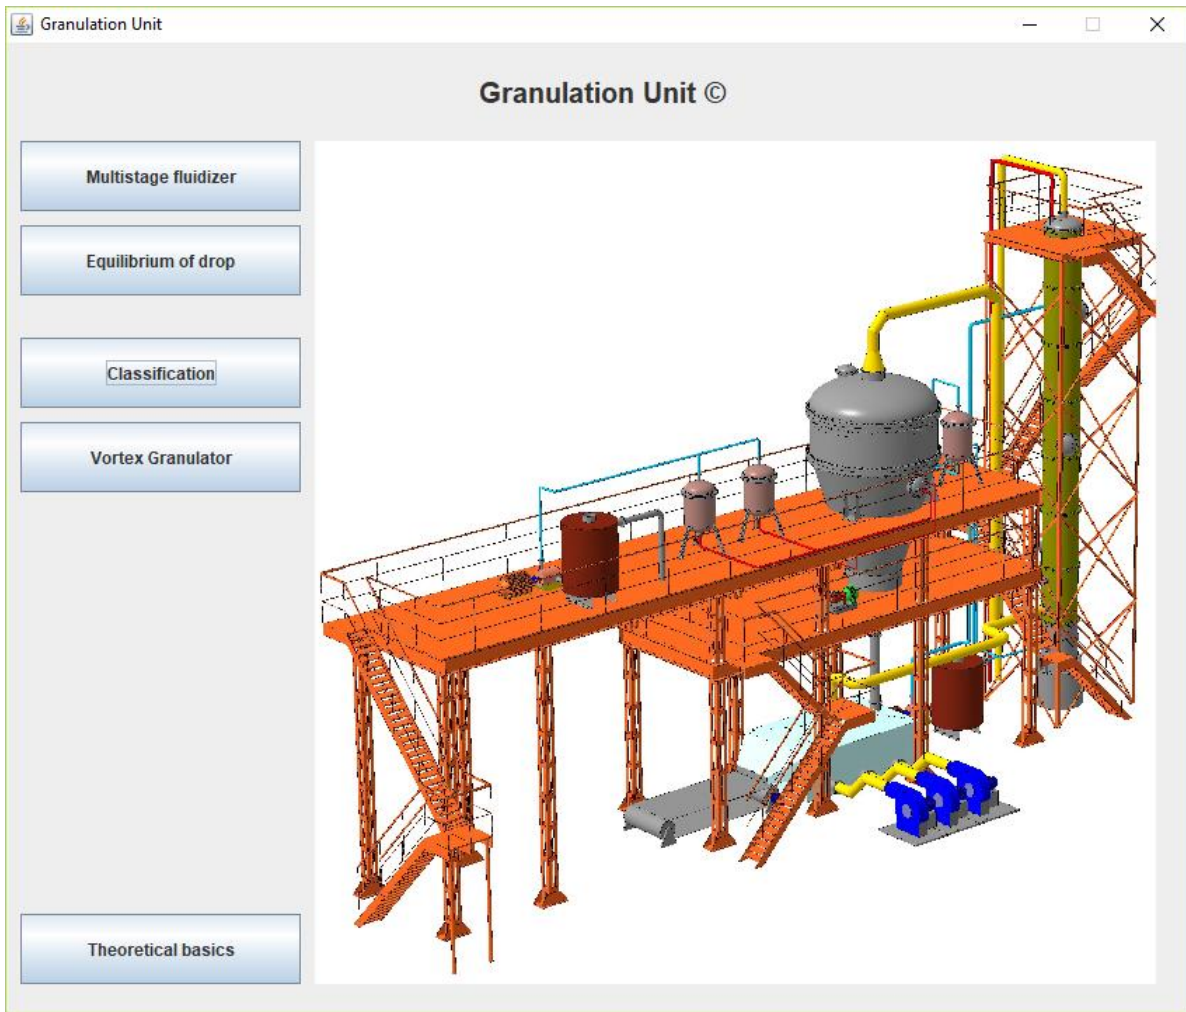 Granulation Unit
Granulation Unit ©
Multistage fluidizer
Equilibrium of drop
Classification
Vortex Granulator
Theoretical basics